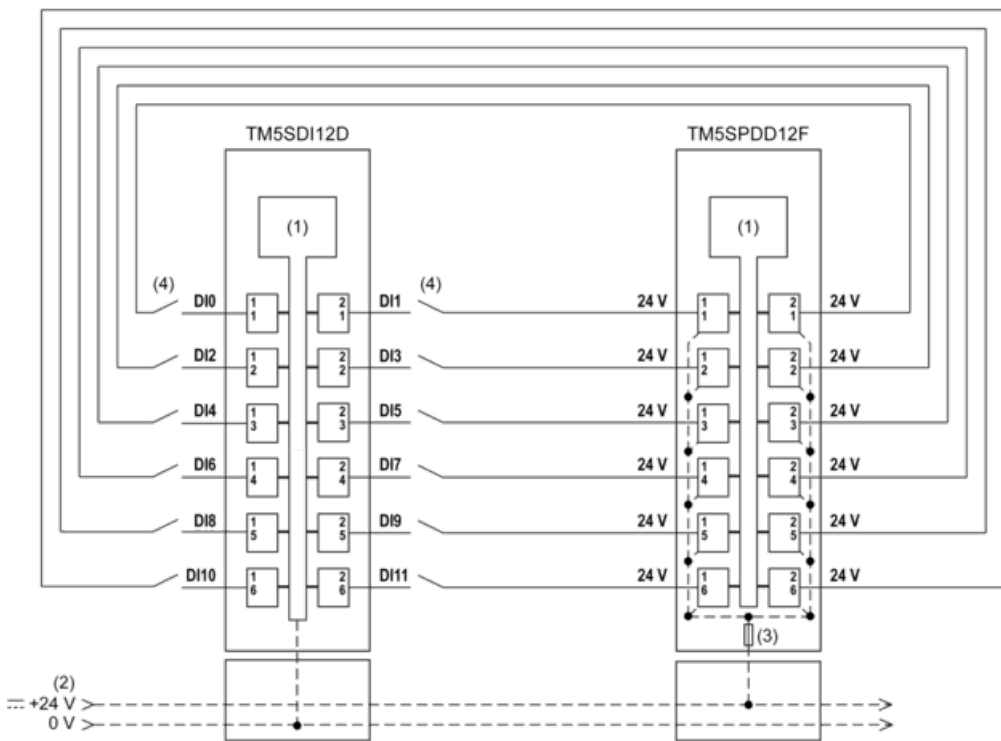 TM5SDI12D TM5SPDD12F
(1) (1)
(4) DI0 1 1 2 1 DI1 (4) 24 V 1 1 2 1 24 V
DI2 1 2 2 2 DI3 24 V 1 2 2 2 24 V
DI4 1 3 2 3 DI5 24 V 1 3 2 3 24 V
DI6 1 4 2 4 DI7 24 V 1 4 2 4 24 V
DI8 1 5 2 5 DI9 24 V 1 5 2 5 24 V
DI10 1 6 2 6 DI11 24 V 1 6 2 6 24 V
(3)
(2)
+24 V
0 V